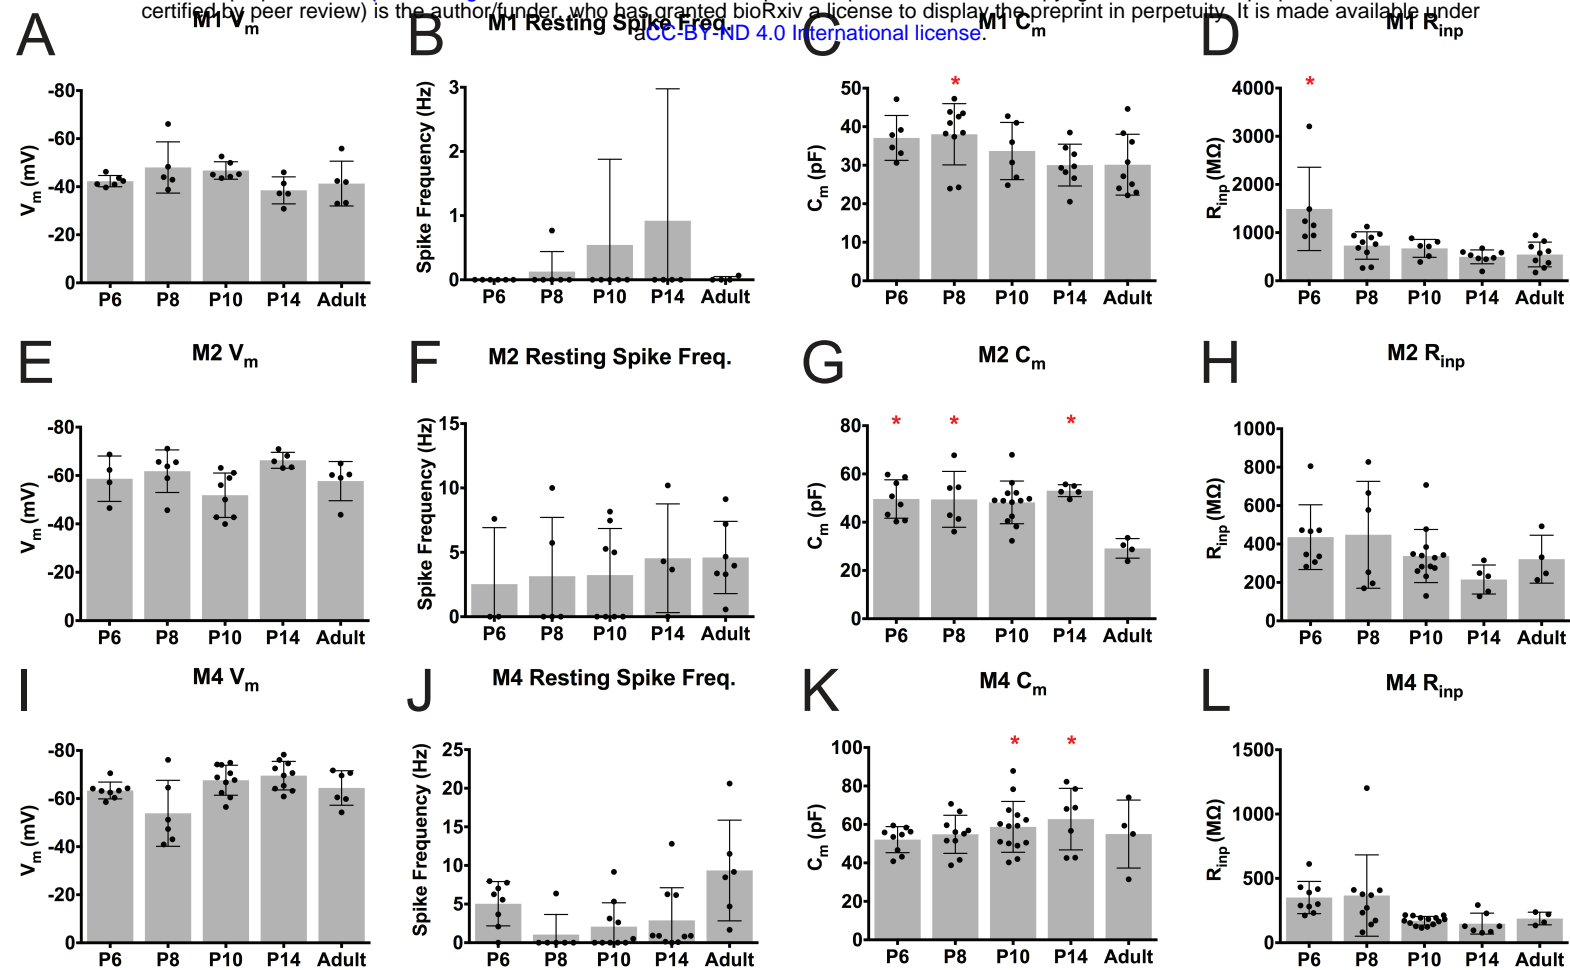 certified by peer review) is the author/funder, who has granted bioRxiv a license to display the preprint in perpetuity. It is made available under
aCC-BY-ND 4.0 International license.
A
M1 Vm
Vm (mV)
-80
-60
-40
-20
0
P6 P8 P10 P14 Adult
B
M1 Resting Spike Freq.
Spike Frequency (Hz)
3
2
1
0
P6 P8 P10 P14 Adult
C
M1 Cm
Cm (pF)
50
40
30
20
10
0
*
P6 P8 P10 P14 Adult
D
M1 Rinp
Rinp (MΩ)
4000
3000
2000
1000
0
*
P6 P8 P10 P14 Adult
E
M2 Vm
Vm (mV)
-80
-60
-40
-20
0
P6 P8 P10 P14 Adult
F
M2 Resting Spike Freq.
Spike Frequency (Hz)
15
10
5
0
P6 P8 P10 P14 Adult
G
M2 Cm
Cm (pF)
80
60
40
20
0
* * *
P6 P8 P10 P14 Adult
H
M2 Rinp
Rinp (MΩ)
1000
800
600
400
200
0
P6 P8 P10 P14 Adult
I
M4 Vm
Vm (mV)
-80
-60
-40
-20
0
P6 P8 P10 P14 Adult
J
M4 Resting Spike Freq.
Spike Frequency (Hz)
25
20
15
10
5
0
P6 P8 P10 P14 Adult
K
M4 Cm
Cm (pF)
100
80
60
40
20
0
* *
P6 P8 P10 P14 Adult
L
M4 Rinp
Rinp (MΩ)
1500
1000
500
0
P6 P8 P10 P14 Adult